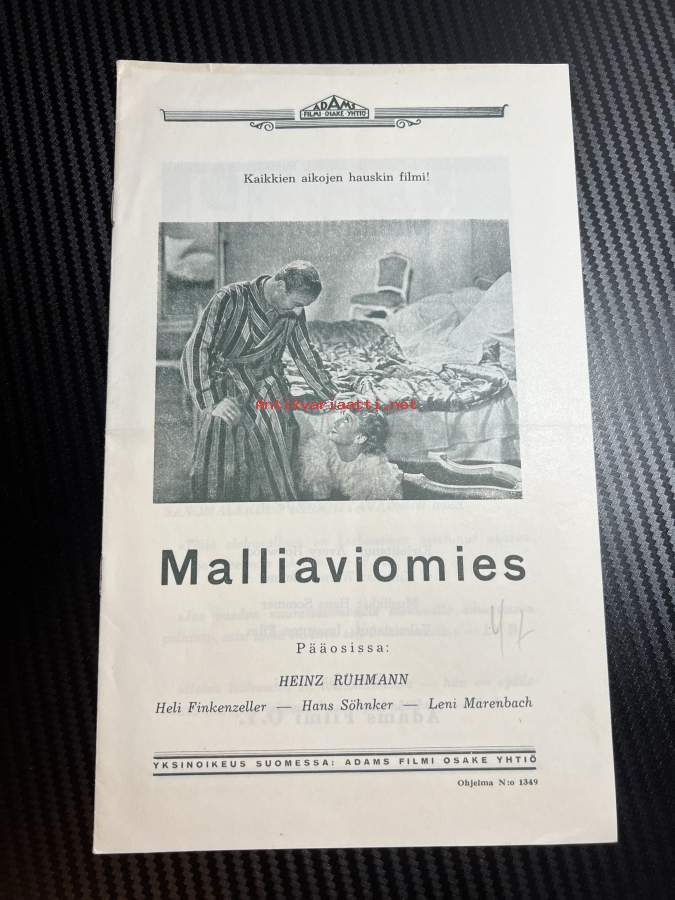 ADAMS
FILMI·OSAKE·YHTIÖ
Kaikkien aikojen hauskin filmi!
Antikvariaatti.net
Malliaviomies
Pääosissa:
HEINZ RÜHMANN
Heli Finkenzeller — Hans Söhnker — Leni Marenbach
YKSINOIKEUS SUOMESSA: ADAMS FILMI OSAKE YHTIÖ
Ohjelma N:o 1349